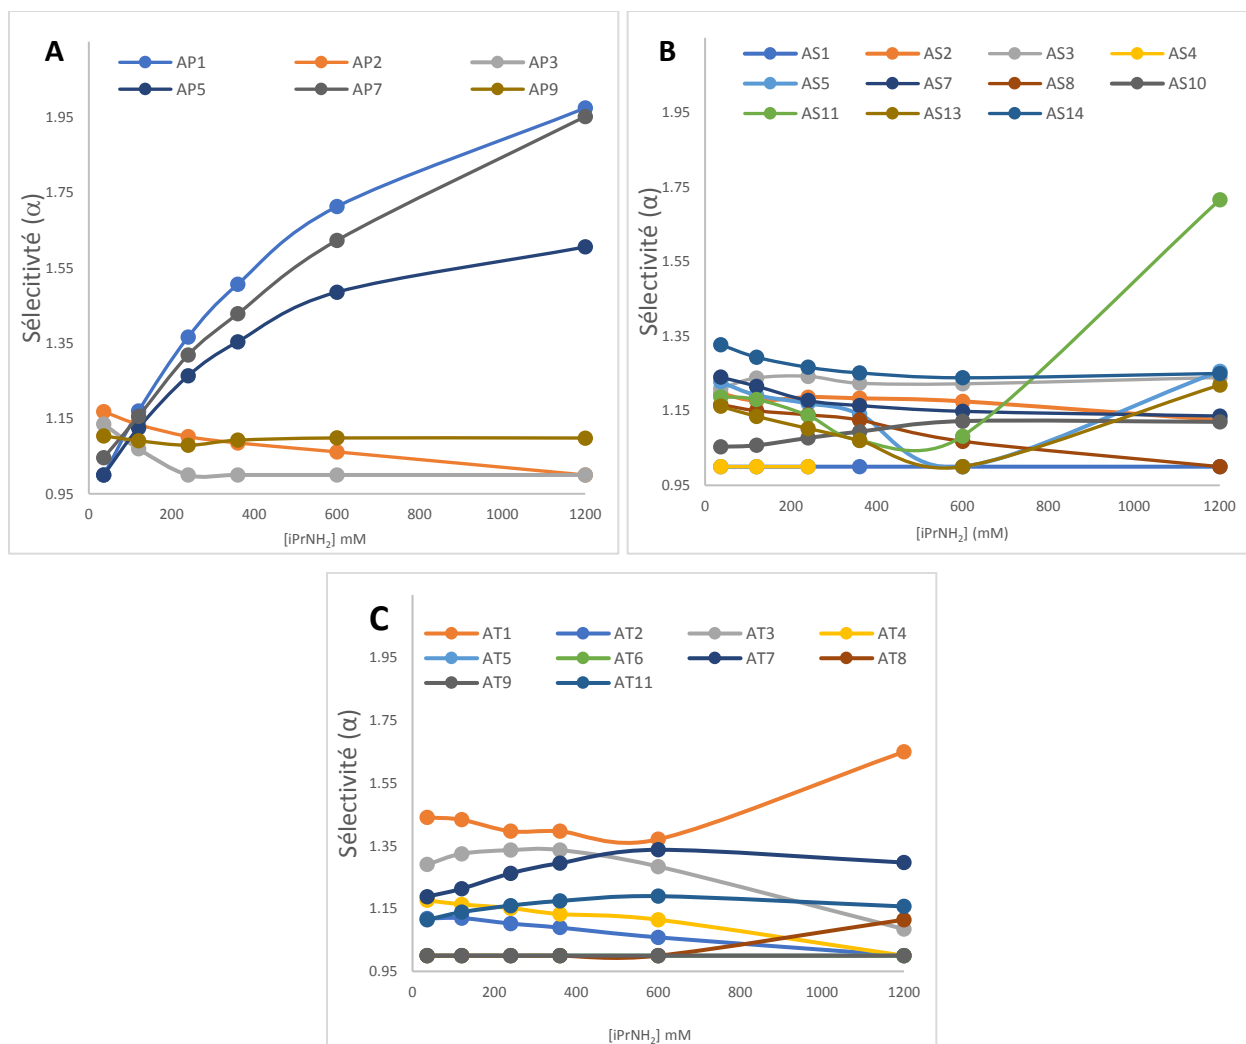 A
AP1 AP2 AP3
AP5 AP7 AP9
1.95
1.75
1.55
1.35
1.15
0.95
0 200 400 600 800 1000 1200
Sélecitivté (α)
[iPrNH2] mM
B
AS1 AS2 AS3 AS4
AS5 AS7 AS8 AS10
AS11 AS13 AS14
1.95
1.75
1.55
1.35
1.15
0.95
0 200 400 600 800 1000 1200
Sélectivité (α)
[iPrNH2] (mM)
C
AT1 AT2 AT3 AT4
AT5 AT6 AT7 AT8
AT9 AT11
1.95
1.75
1.55
1.35
1.15
0.95
0 200 400 600 800 1000 1200
Sélectivité (α)
[iPrNH2] mM